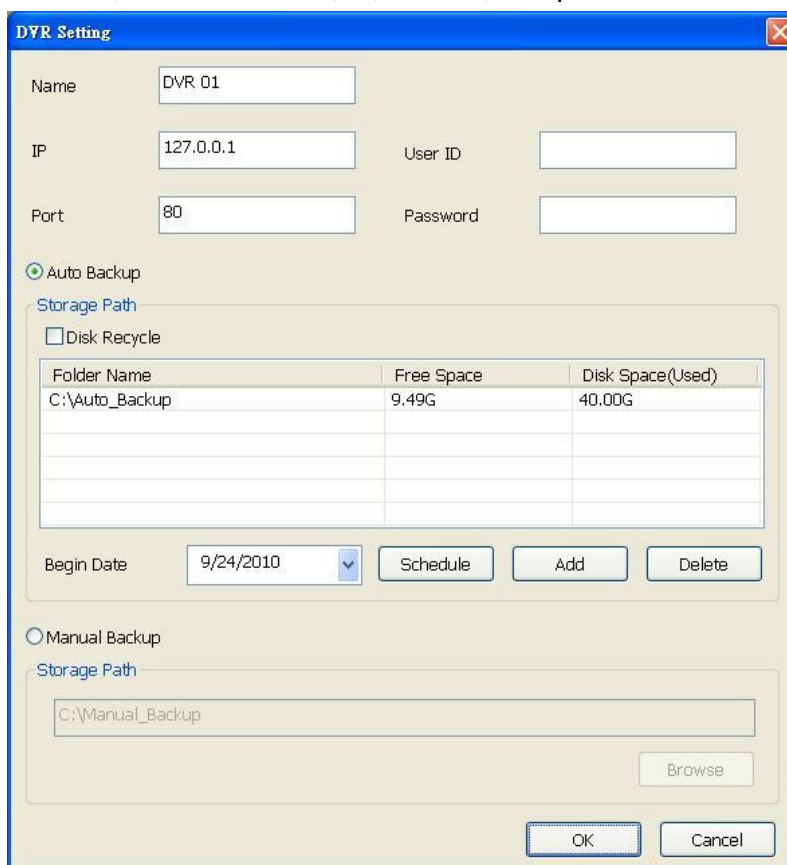 DVR Setting
Name DVR 01
IP 127.0.0.1 User ID
Port 80 Password
Auto Backup
Storage Path
Disk Recycle
Folder Name Free Space Disk Space(Used)
C:\Auto_Backup 9.49G 40.00G
Begin Date 9/24/2010 Schedule Add Delete
Manual Backup
Storage Path
C:\Manual_Backup
Browse
OK Cancel